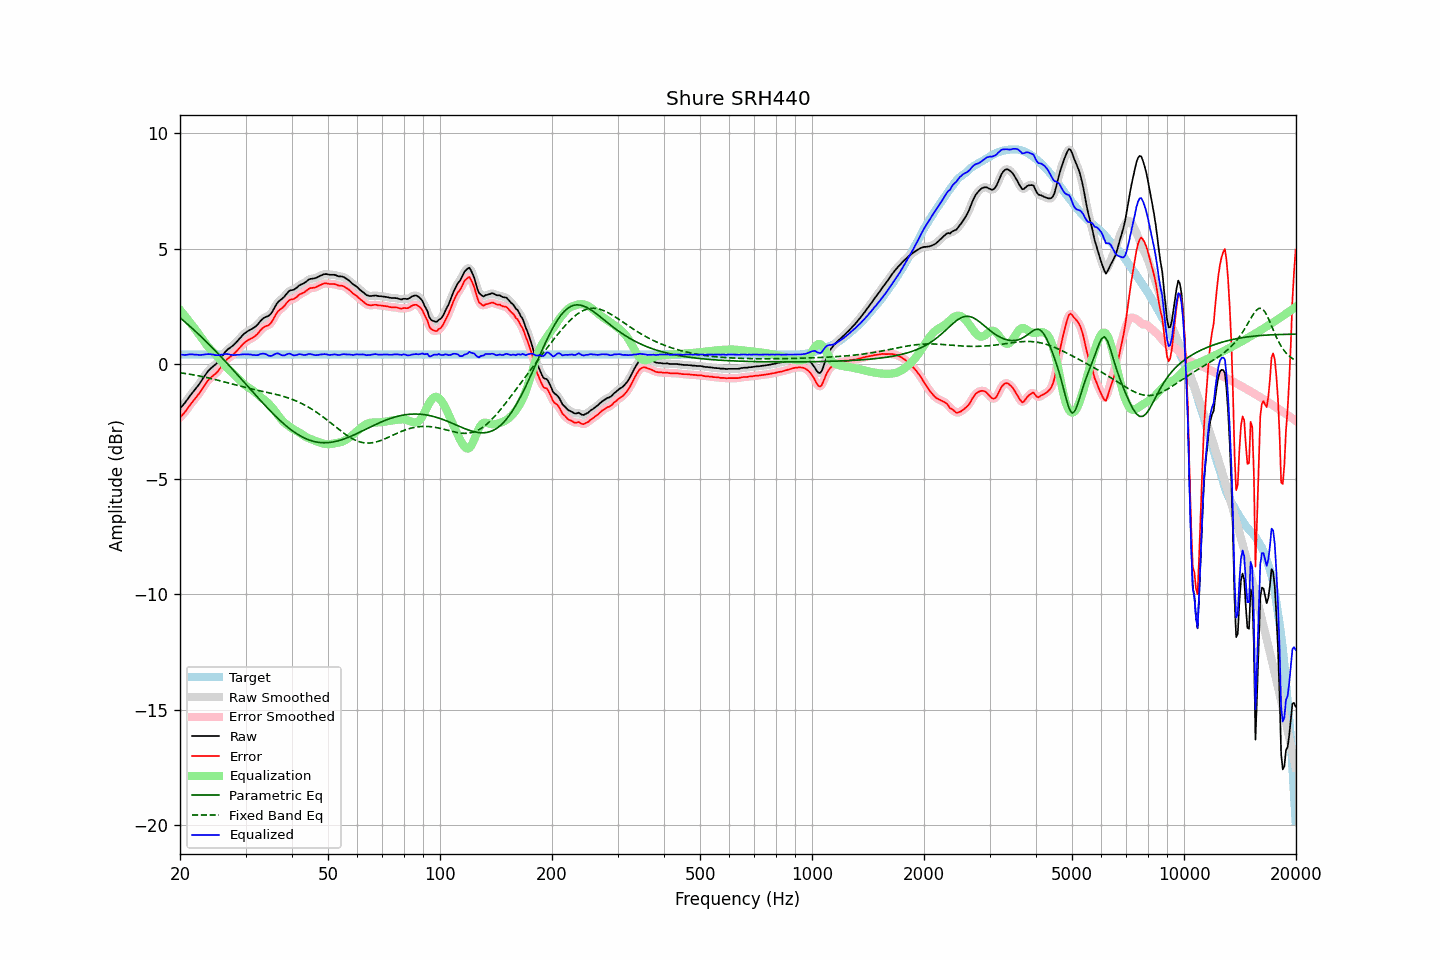 Shure SRH440
Amplitude (dBr)
10
5
0
−5
−10
−15
−20
Target
Raw Smoothed
Error Smoothed
Raw
Error
Equalization
Parametric Eq
Fixed Band Eq
Equalized
20 50 100 200 500 1000 2000 5000 10000 20000
Frequency (Hz)